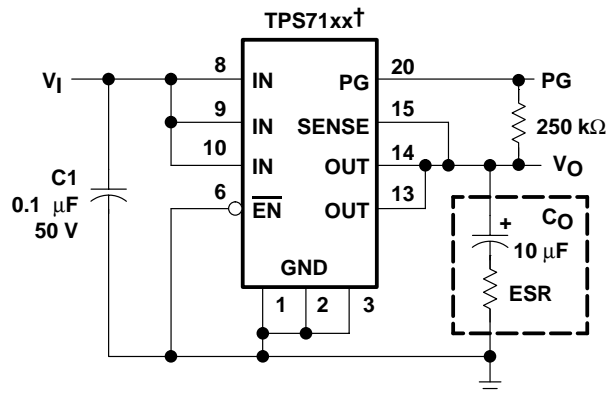 TPS71xx†
VI
8
IN
PG
20
PG
9
IN
SENSE
15
250 kΩ
10
IN
OUT
14
VO
C1
0.1 μF
50 V
6
EN
OUT
13
CO
+
10 μF
GND
ESR
1
2
3